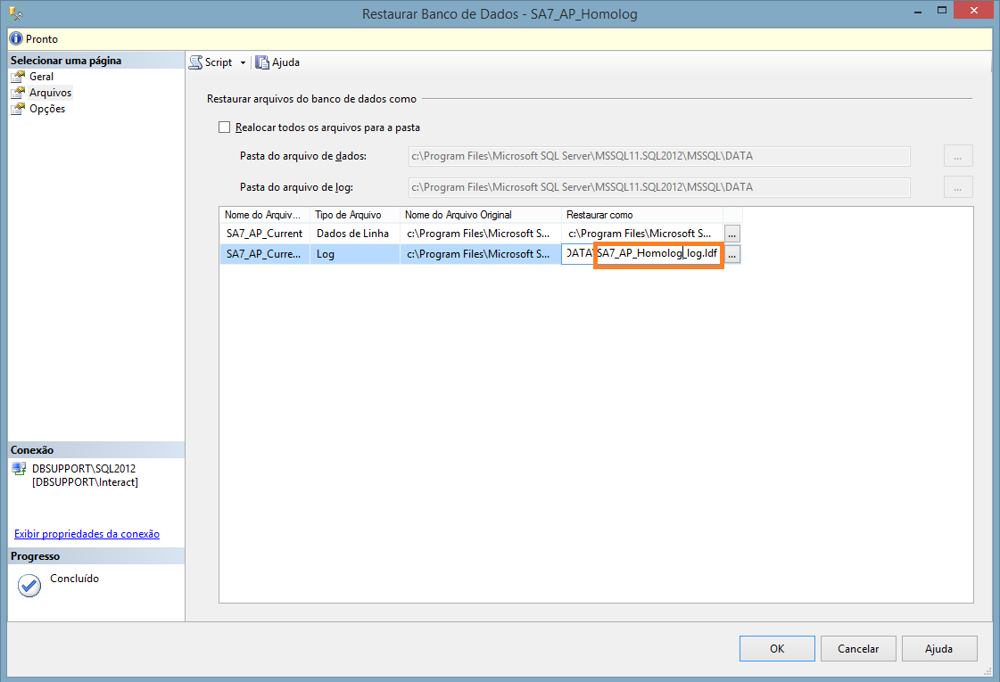 Restaurar Banco de Dados - SA7_AP_Homolog
Pronto
Selecionar uma página
Geral
Arquivos
Opções
Script
Ajuda
Restaurar arquivos do banco de dados como
Realocar todos os arquivos para a pasta
Pasta do arquivo de dados: c:\Program Files\Microsoft SQL Server\MSSQL11.SQL2012\MSSQL\DATA ...
Pasta do arquivo de log: c:\Program Files\Microsoft SQL Server\MSSQL11.SQL2012\MSSQL\DATA ...
Nome do Arquiv... Tipo de Arquivo Nome do Arquivo Original Restaurar como
SA7_AP_Current Dados de Linha c:\Program Files\Microsoft S... c:\Program Files\Microsoft S... ...
SA7_AP_Curre... Log c:\Program Files\Microsoft S... DATA\SA7_AP_Homolog_log.ldf ...
Conexão
DBSUPPORT\SQL2012
[DBSUPPORT\Interact]
Exibir propriedades da conexão
Progresso
Concluído
OK Cancelar Ajuda